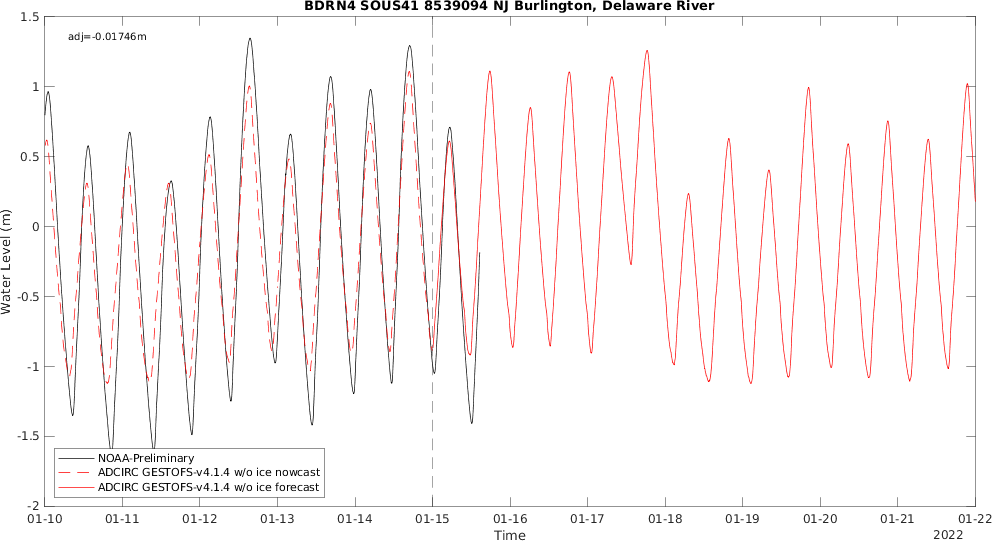 BDRN4 SOUS41 8539094 NJ Burlington, Delaware River
adj=-0.01746m
1.5
1
0.5
0
-0.5
-1
-1.5
-2
Water Level (m)
NOAA-Preliminary
ADCIRC GESTOFS-v4.1.4 w/o ice nowcast
ADCIRC GESTOFS-v4.1.4 w/o ice forecast
01-10 01-11 01-12 01-13 01-14 01-15 01-16 01-17 01-18 01-19 01-20 01-21 01-22
Time
2022